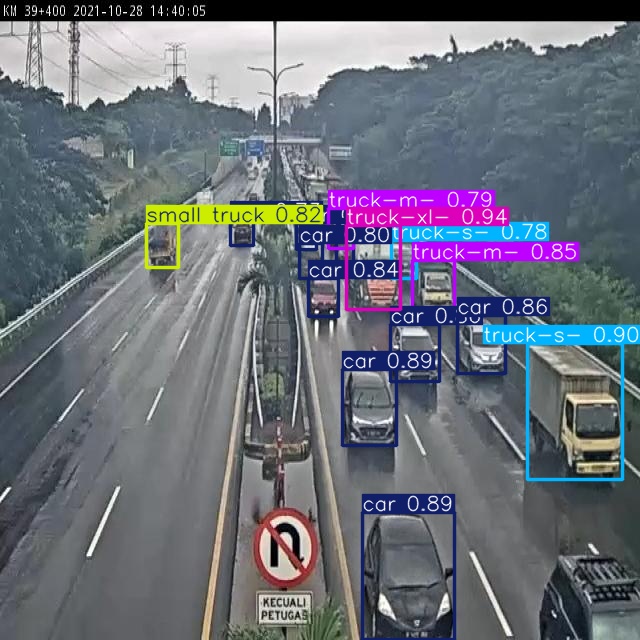 KM 39+400 2021-10-28 14:40:05
truck-m- 0.79
small truck 0.82
truck-xl- 0.94
car 0.80
truck-s- 0.78
truck-m- 0.85
car 0.84
car 0.86
car
truck-s- 0.90
car 0.89
car 0.89
KECUALI
PETUGAS